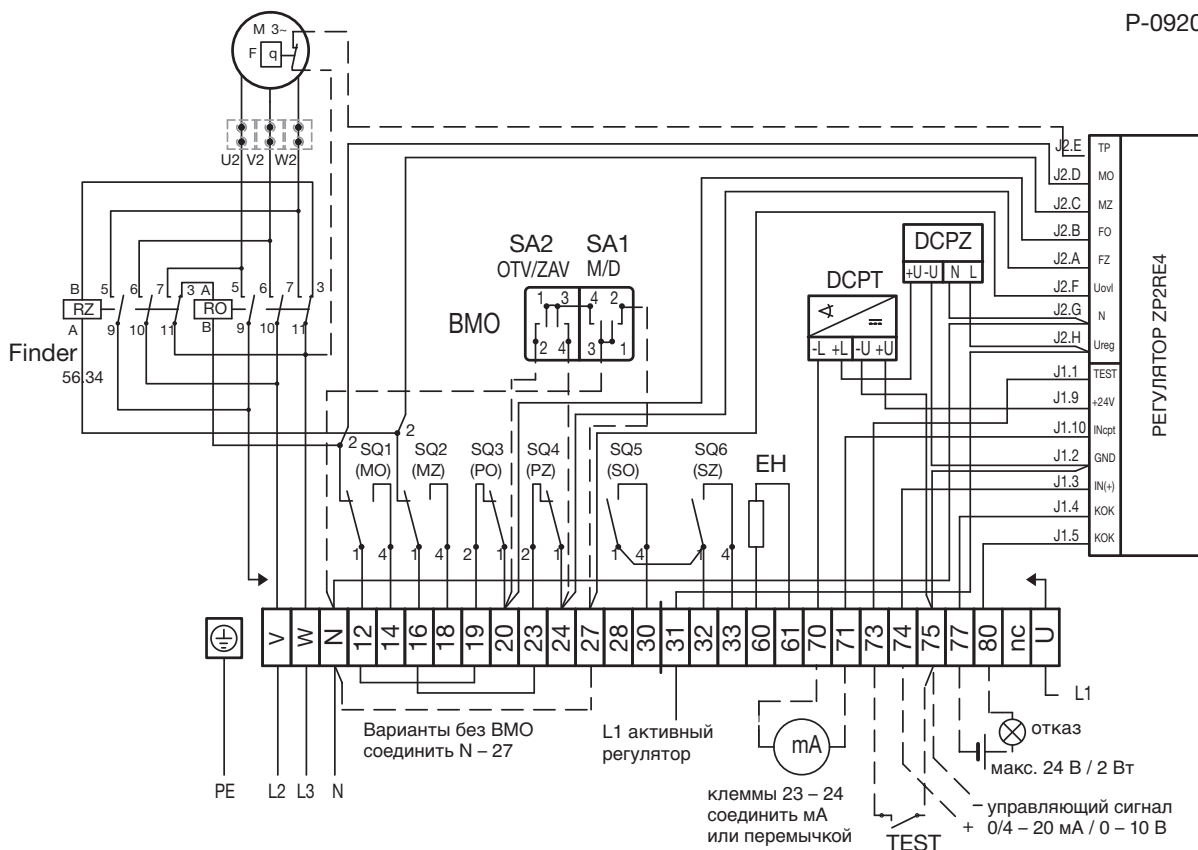 P-0920
M 3~
F q
U2 V2 W2
J2.E TP
J2.D MO
J2.C MZ
J2.B FO
J2.A FZ
J2.F Uovl
J2.G N
J2.H Ureg
J1.1 TEST
J1.9 +24V
J1.10 INcpt
J1.2 GND
J1.3 IN(+)
J1.4 KOK
J1.5 KOK
РЕГУЛЯТОР ZP2RE4
DCPZ
+U -U N L
DCPT
-L +L -U +U
SA2 SA1
OTV/ZAV M/D
BMO
1 3 4 2
2 4 3 1
B 5 6 7 3 A 5 6 7 3
RZ RO
A 9 10 11 B 9 10 11
Finder
56.34
2 2
SQ1 SQ2 SQ3 SQ4 SQ5 SQ6
(MO) (MZ) (PO) (PZ) (SO) (SZ)
EH
1 4 1 4 2 1 2 1 1 4 1 4
V W N 12 14 16 18 19 20 23 24 27 28 30 31 32 33 60 61 70 71 73 74 75 77 80 nc U
L1
Варианты без BMO
соединить N – 27
L1 активный
регулятор
mA
отказ
макс. 24 В / 2 Вт
PE L2 L3 N
клеммы 23 – 24
соединить мА
или перемычкой
TEST
– управляющий сигнал
+ 0/4 – 20 мА / 0 – 10 В